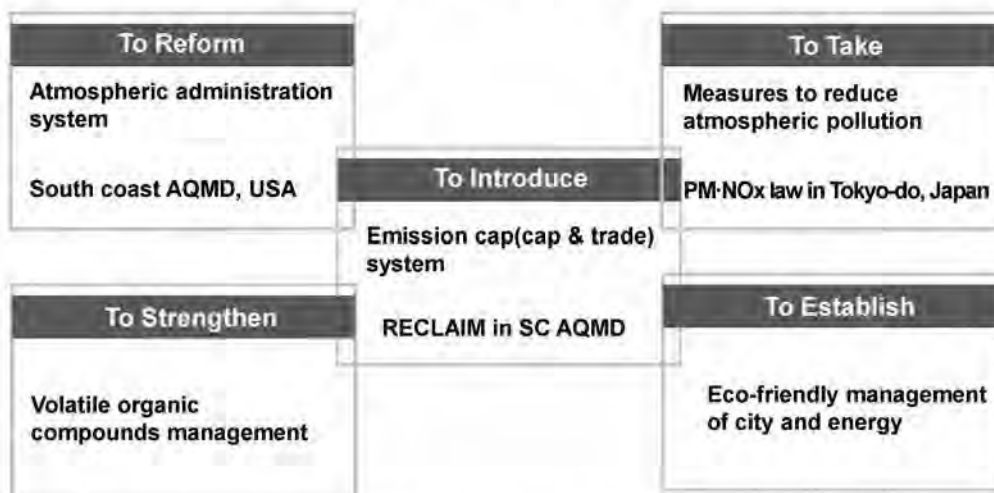 To Reform
Atmospheric administration
system
South coast AQMD, USA
To Take
Measures to reduce
atmospheric pollution
PM·NOx law in Tokyo-do, Japan
To Introduce
Emission cap(cap & trade)
system
RECLAIM in SC AQMD
To Strengthen
Volatile organic
compounds management
To Establish
Eco-friendly management
of city and energy